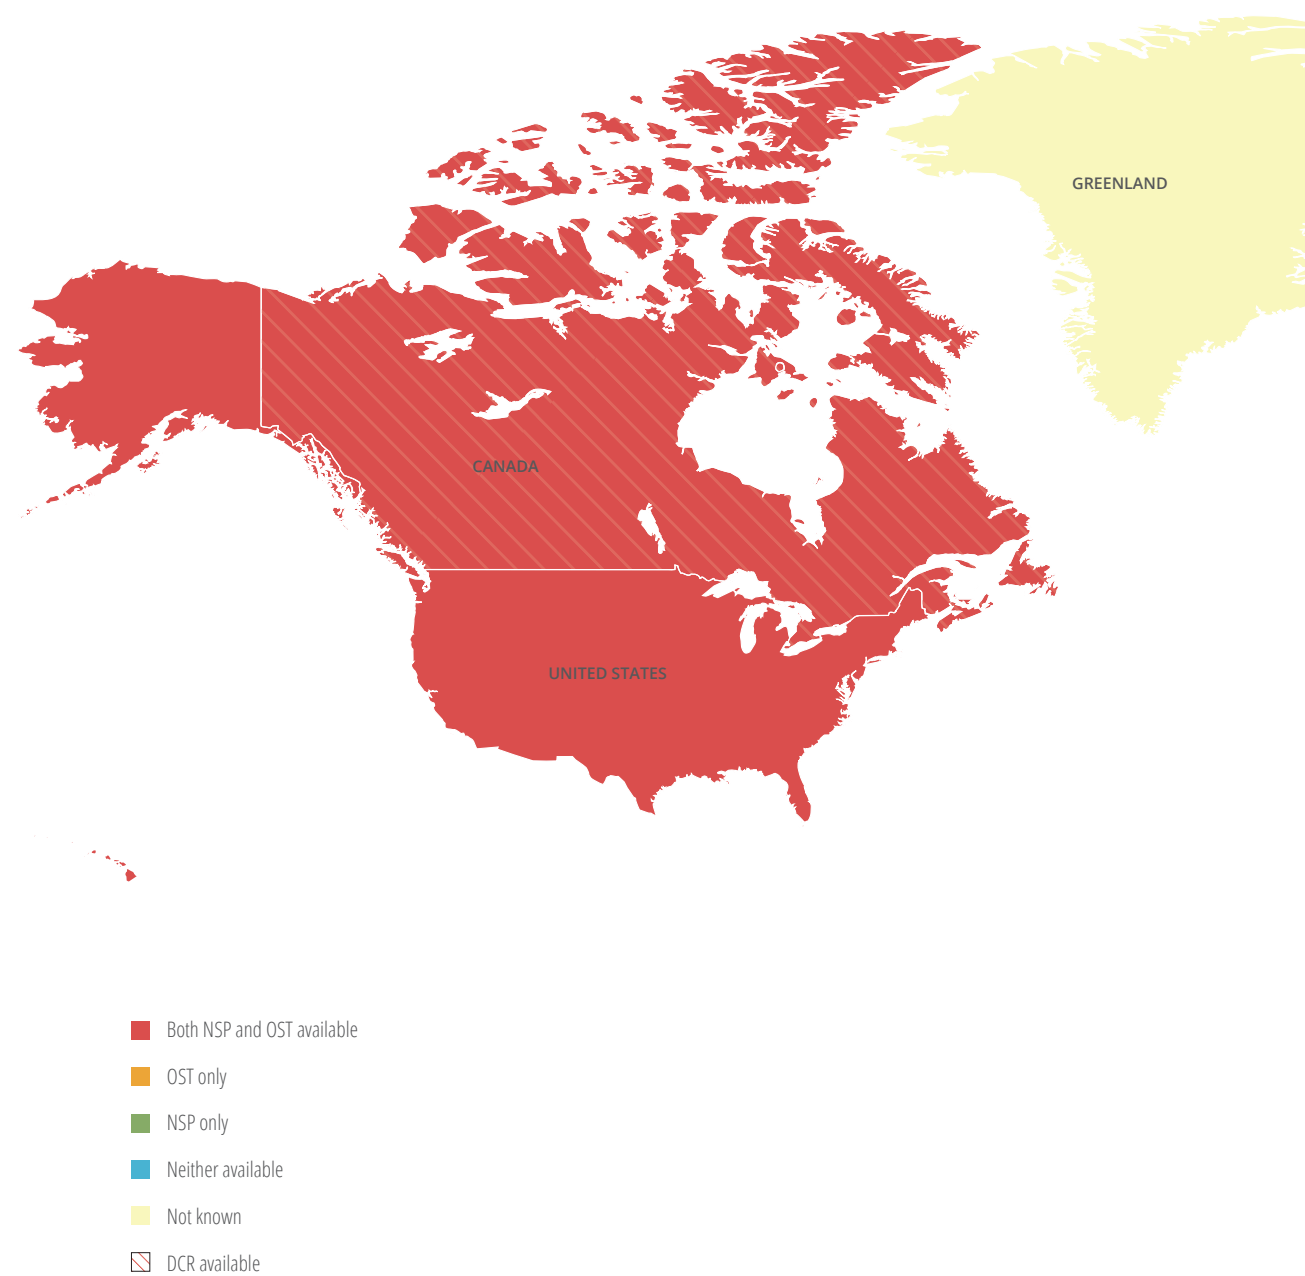 GREENLAND
CANADA
UNITED STATES
Both NSP and OST available
OST only
NSP only
Neither available
Not known
DCR available